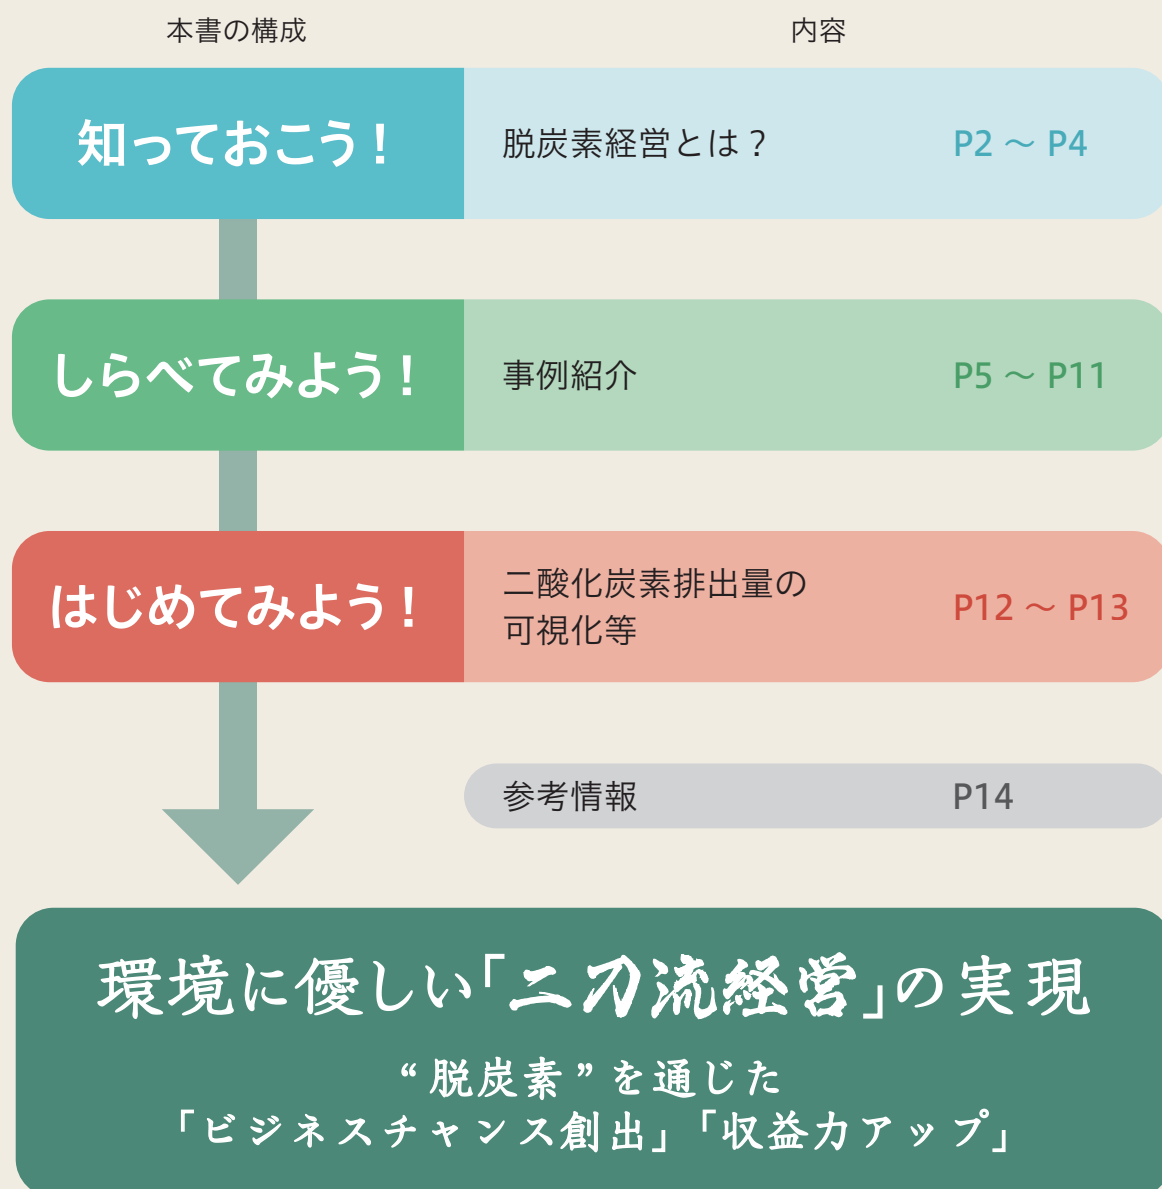 本書の構成
内容
知っておこう！
脱炭素経営とは？
P2 ～ P4
しらべてみよう！
事例紹介
P5 ～ P11
はじめてみよう！
二酸化炭素排出量の
可視化等
P12 ～ P13
参考情報
P14
環境に優しい「二刀流経営」の実現
“脱炭素”を通じた
「ビジネスチャンス創出」「収益力アップ」